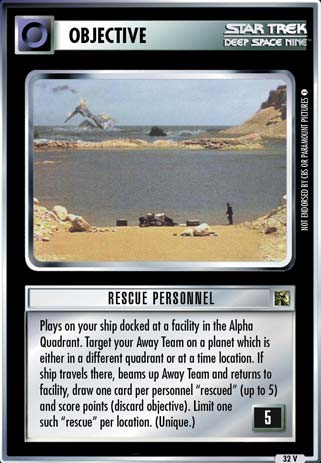 OBJECTIVE
STAR TREK
DEEP SPACE NINE™
NOT ENDORSED BY CBS OR PARAMOUNT PICTURES
RESCUE PERSONNEL
Plays on your ship docked at a facility in the Alpha
Quadrant. Target your Away Team on a planet which is
either in a different quadrant or at a time location. If
ship travels there, beams up Away Team and returns to
facility, draw one card per personnel "rescued" (up to 5)
and score points (discard objective). Limit one
such "rescue" per location. (Unique.)
5
32 V